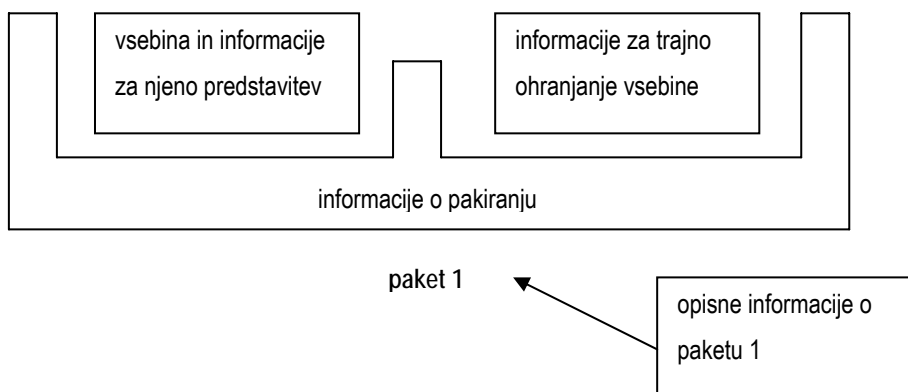 vsebina in informacije
za njeno predstavitev
informacije za trajno
ohranjanje vsebine
informacije o pakiranju
paket 1
opisne informacije o
paketu 1